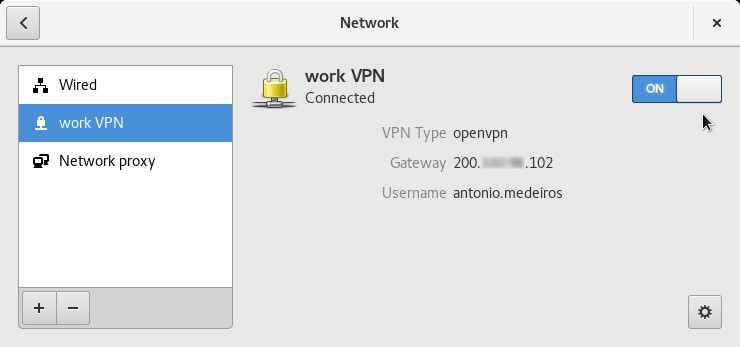 Network
Wired
work VPN
Network proxy
work VPN
Connected
ON
VPN Type openvpn
Gateway 200. .102
Username antonio.medeiros